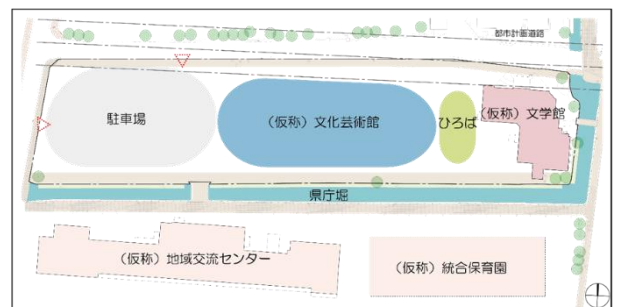 都市計画道路
駐車場
(仮称)文化芸術館
ひろば
(仮称)文学館
県庁堀
(仮称)地域交流センター
(仮称)統合保育園